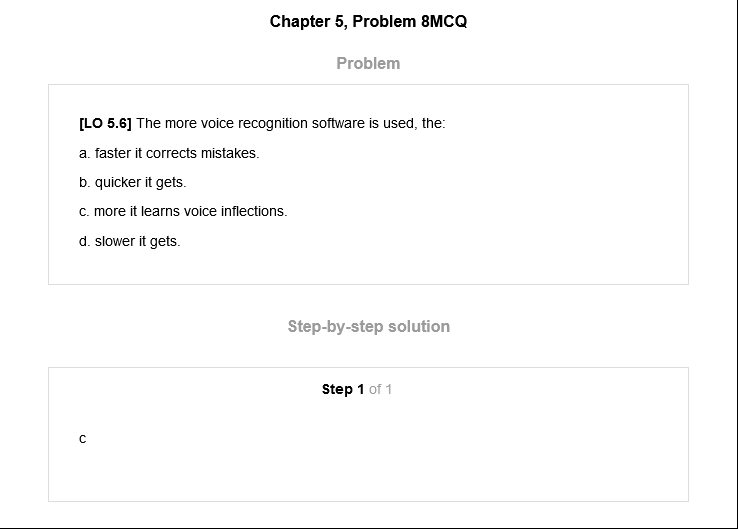 Chapter 5, Problem 8MCQ
Problem
[LO 5.6] The more voice recognition software is used, the:
a. faster it corrects mistakes.
b. quicker it gets.
c. more it learns voice inflections.
d. slower it gets.
Step-by-step solution
Step 1 of 1
c